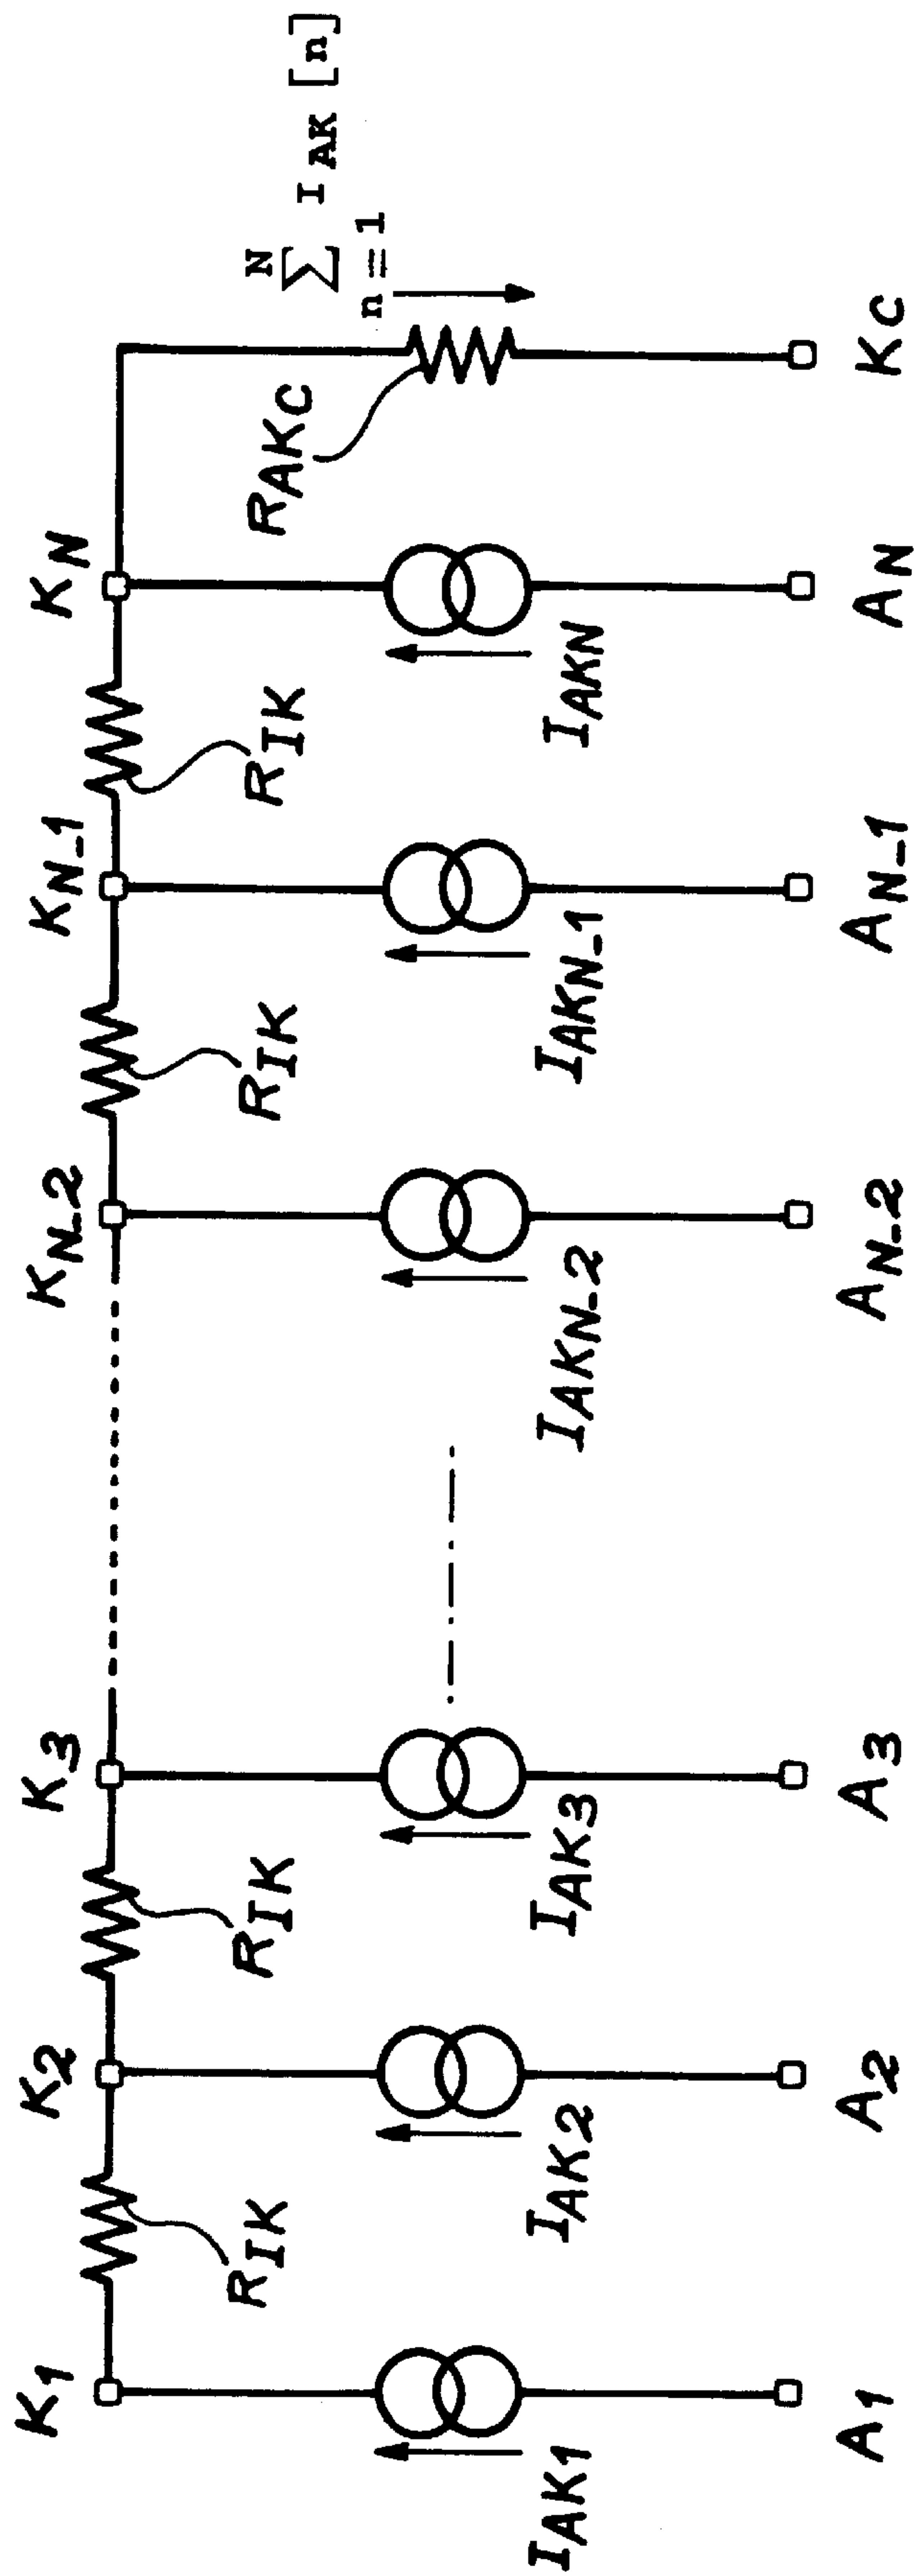 K1 K2 K3 KN-2 KN-1 KN
RIK RIK RIK RIK RAKC
N
∑ IAK [n]
n=1
IAK1 IAK2 IAK3 IAKN-2 IAKN-1 IAKN
A1 A2 A3 AN-2 AN-1 AN KC